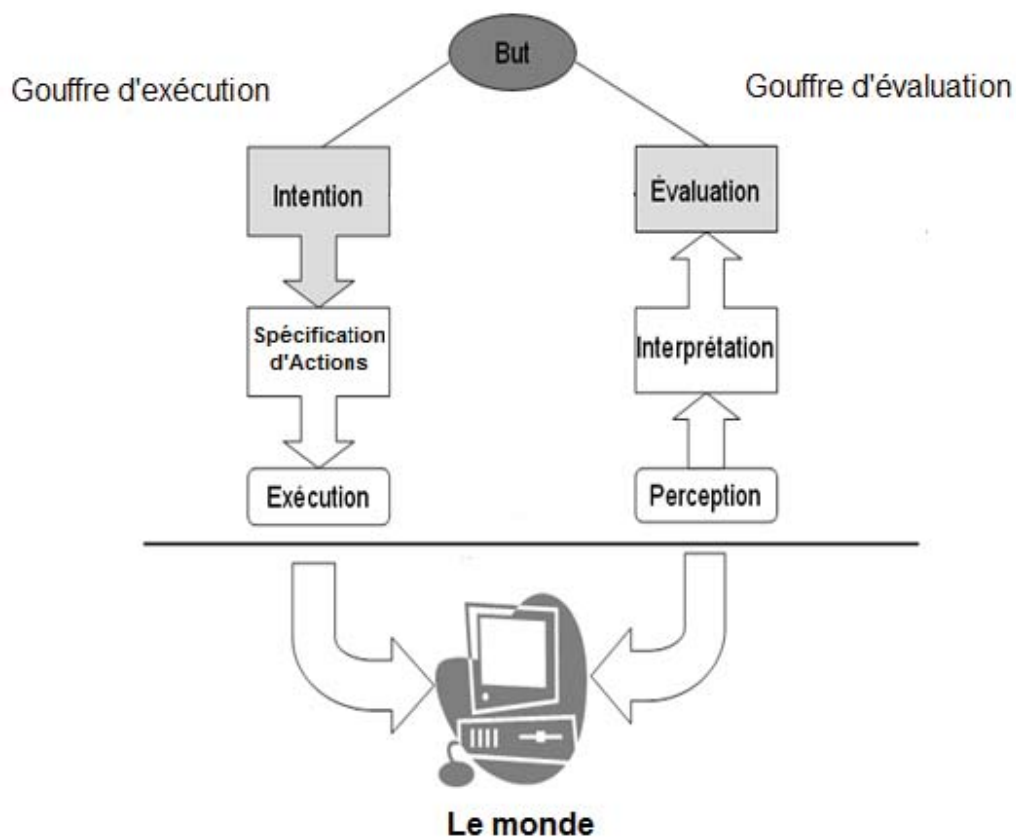 But
Gouffre d'exécution
Gouffre d'évaluation
Intention
Évaluation
Spécification
d'Actions
Interprétation
Exécution
Perception
Le monde